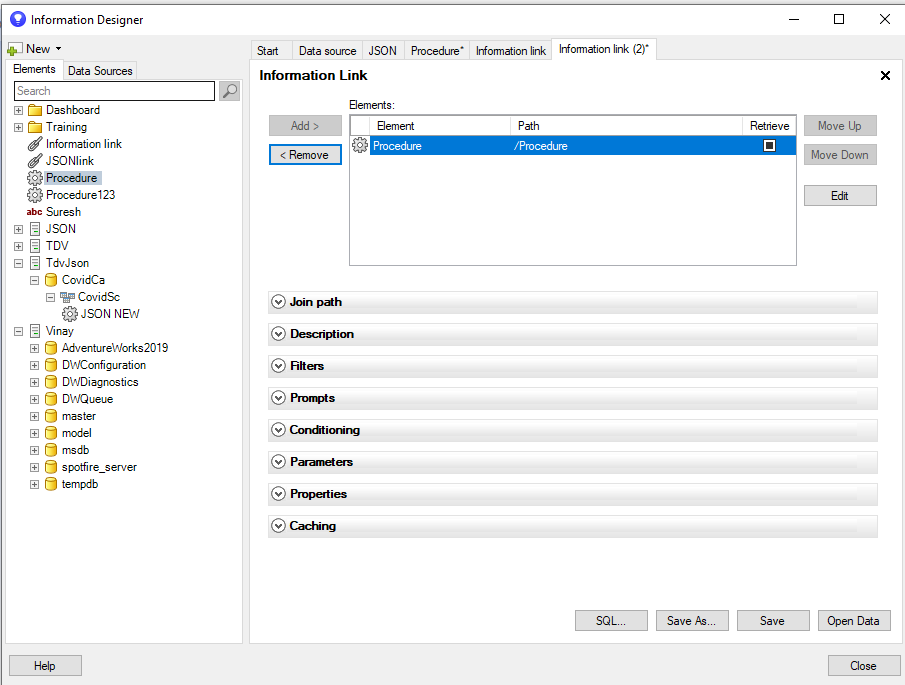 Information Designer
New
Elements
Data Sources
Search
Dashboard
Training
Information link
JSONlink
Procedure
Procedure123
abc Suresh
JSON
TDV
TdvJson
CovidCa
CovidSc
JSON NEW
Vinay
AdventureWorks2019
DWConfiguration
DWDiagnostics
DWQueue
master
model
msdb
spotfire_server
tempdb
Start
Data source
JSON
Procedure*
Information link
Information link (2)*
Information Link
Elements:
Add >
< Remove
Element Path Retrieve
Procedure /Procedure
Move Up
Move Down
Edit
Join path
Description
Filters
Prompts
Conditioning
Parameters
Properties
Caching
SQL...
Save As...
Save
Open Data
Help
Close